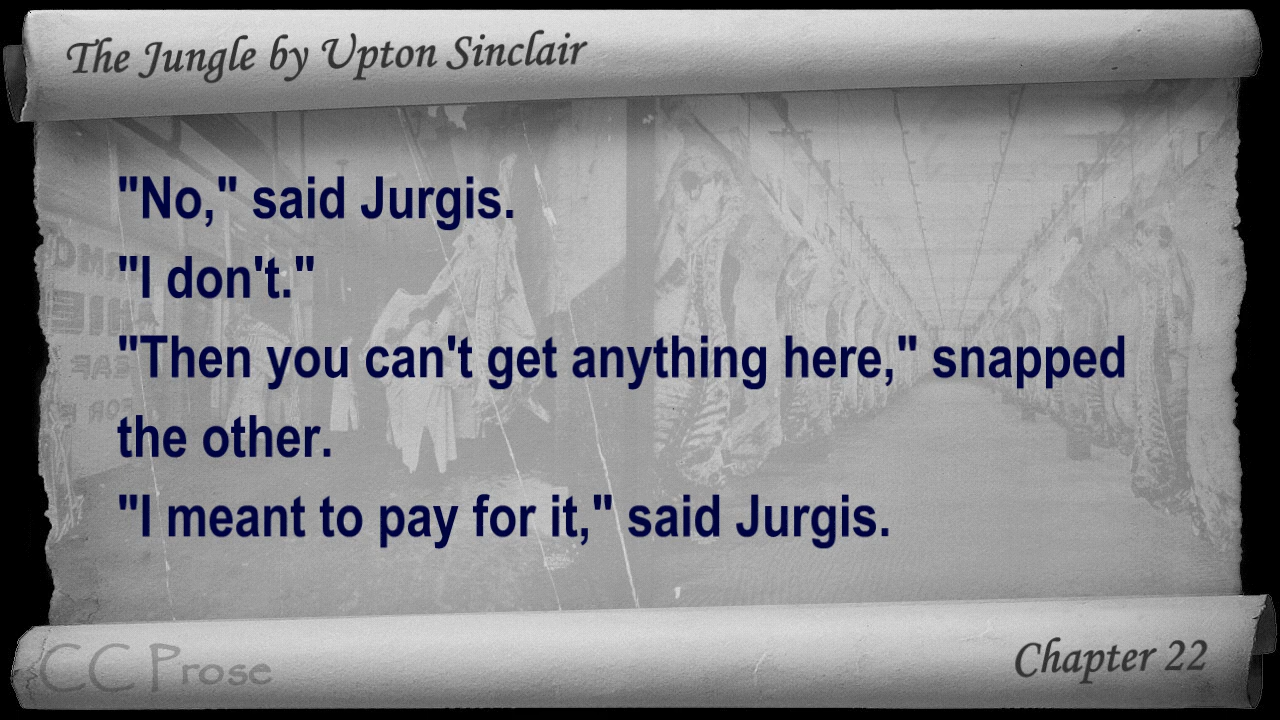 The Jungle by Upton Sinclair
"No," said Jurgis.
"I don't."
"Then you can't get anything here," snapped
the other.
"I meant to pay for it," said Jurgis.
CC Prose
Chapter 22